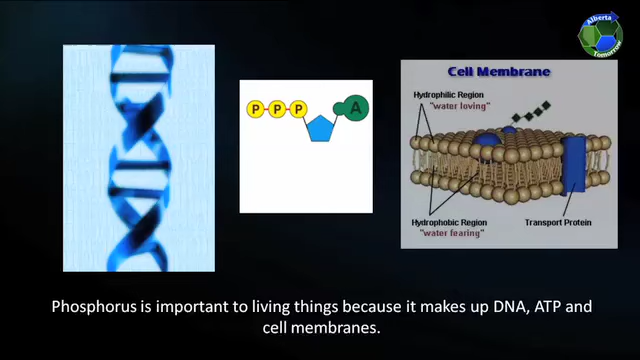 Alberta
Tomorrow
P P P A
Cell Membrane
Hydrophilic Region
"water loving"
Hydrophobic Region
"water fearing"
Transport Protein
Phosphorus is important to living things because it makes up DNA, ATP and
cell membranes.